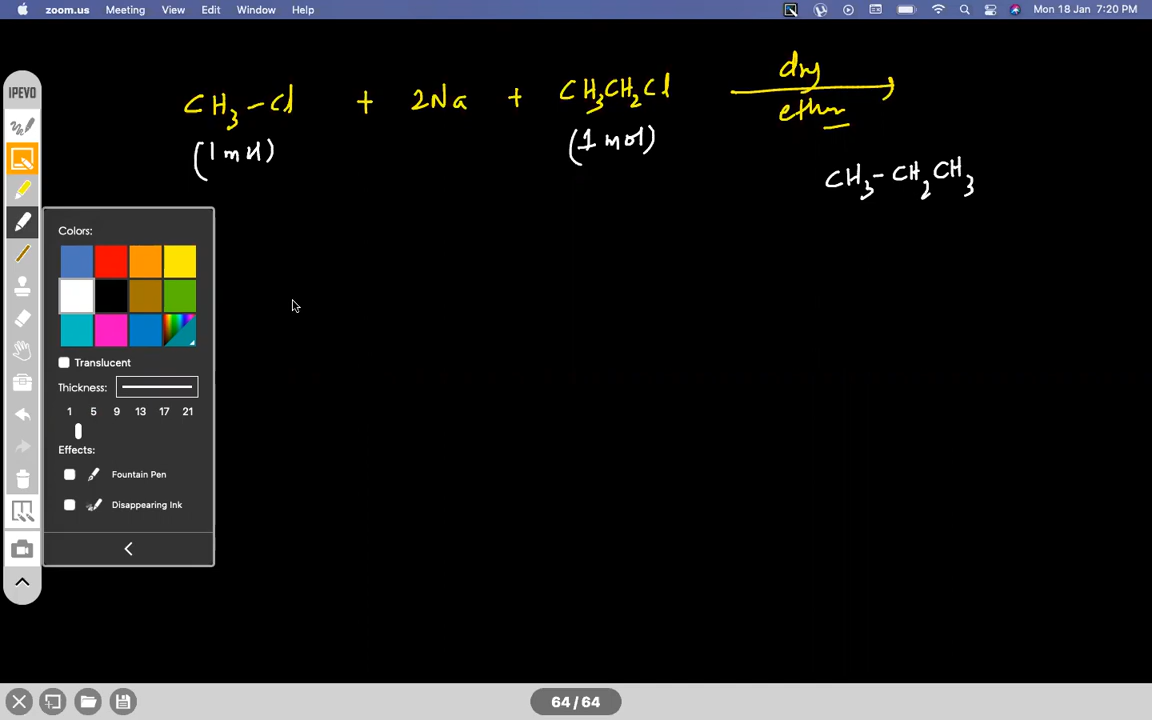 zoom.us Meeting View Edit Window Help Mon 18 Jan 7:20 PM
IPEVO
CH₃-Cl + 2Na + CH₃CH₂Cl dry
ether
(1 mol) (1 mol)
CH₃-CH₂CH₃
Colors:
Translucent
Thickness:
1 5 9 13 17 21
Effects:
Fountain Pen
Disappearing Ink
64 / 64